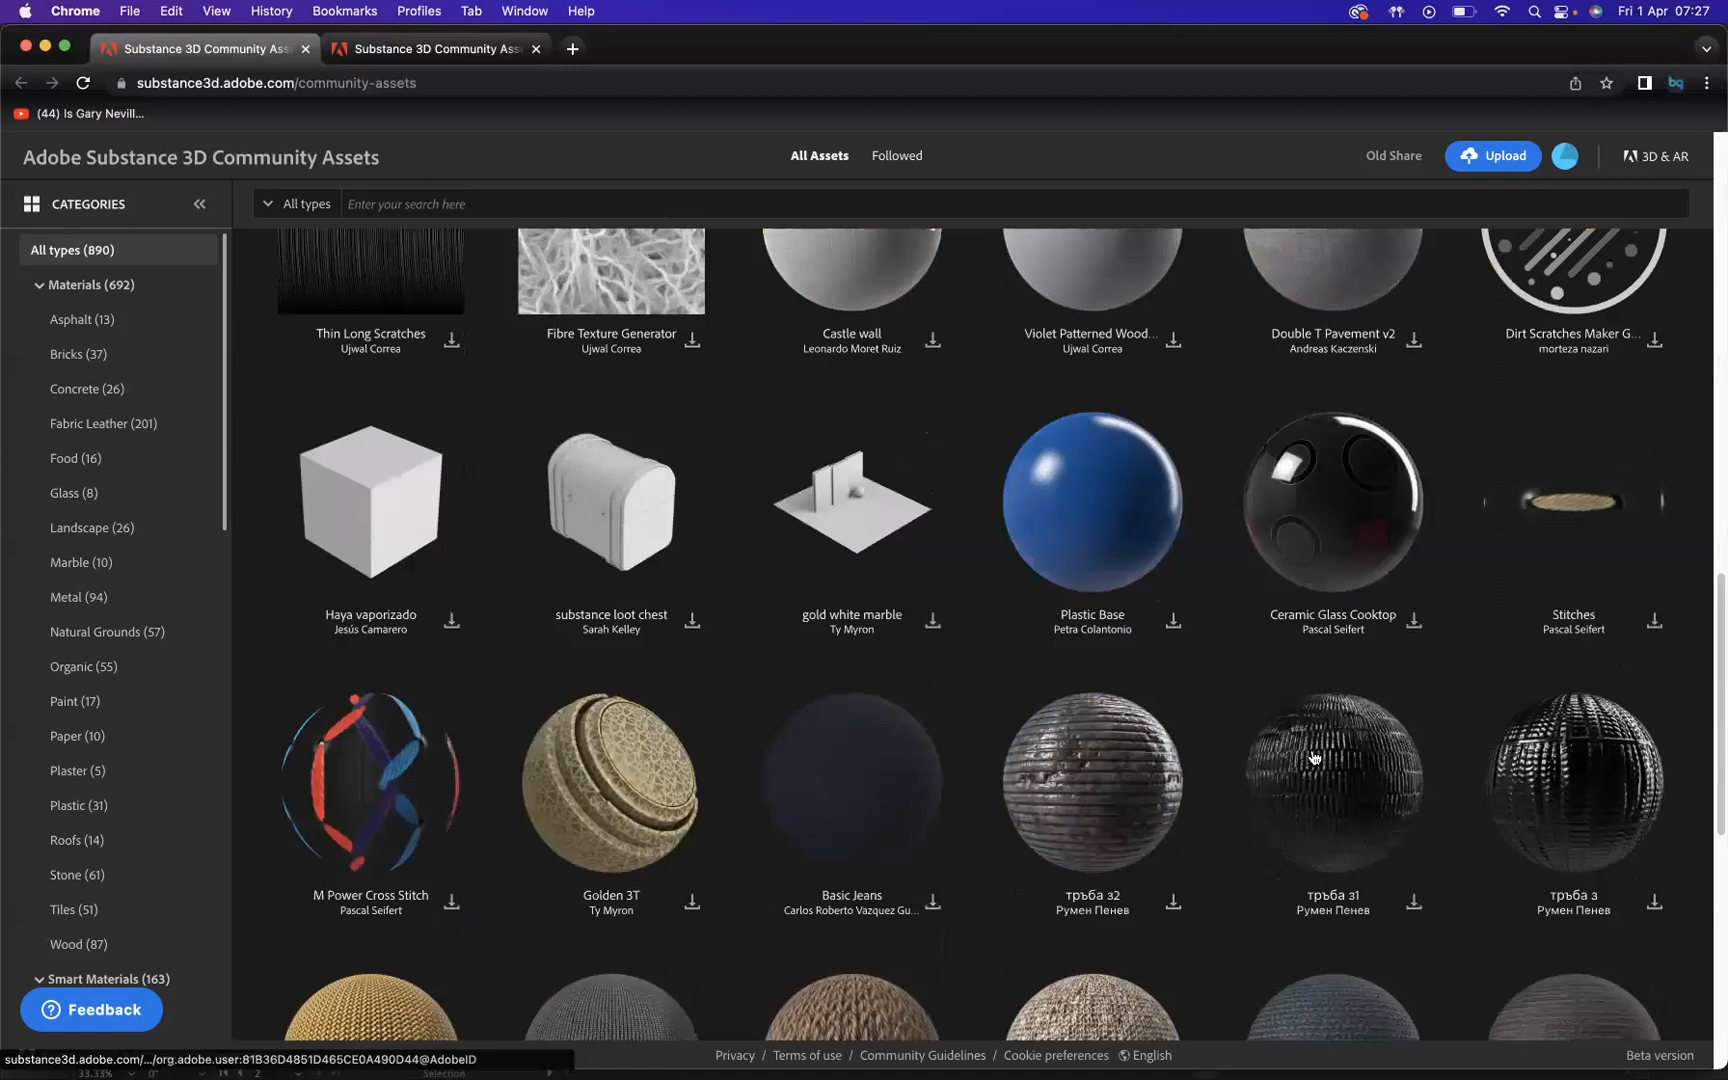 Chrome File Edit View History Bookmarks Profiles Tab Window Help Fri 1 Apr 07:27
Substance 3D Community Ass Substance 3D Community Ass
substance3d.adobe.com/community-assets
(44) Is Gary Nevill...
Adobe Substance 3D Community Assets All Assets Followed Old Share Upload 3D & AR
CATEGORIES All types Enter your search here
All types (890)
Materials (692)
Asphalt (13)
Bricks (37)
Concrete (26)
Fabric Leather (201)
Food (16)
Glass (8)
Landscape (26)
Marble (10)
Metal (94)
Natural Grounds (57)
Organic (55)
Paint (17)
Paper (10)
Plaster (5)
Plastic (31)
Roofs (14)
Stone (61)
Tiles (51)
Wood (87)
Smart Materials (163)
Feedback
Thin Long Scratches Fibre Texture Generator Castle wall Violet Patterned Wood... Double T Pavement v2 Dirt Scratches Maker G...
Ujwal Correa Ujwal Correa Leonardo Moret Ruiz Ujwal Correa Andreas Kaczenski morteza nazari
Haya vaporizado substance loot chest gold white marble Plastic Base Ceramic Glass Cooktop Stitches
Jesús Camarero Sarah Kelley Ty Myron Petra Colantonio Pascal Seifert Pascal Seifert
M Power Cross Stitch Golden 3T Basic Jeans тръба з2 тръба з1 тръба з
Pascal Seifert Ty Myron Carlos Roberto Vazquez Gu... Румен Пенев Румен Пенев Румен Пенев
substance3d.adobe.com/.../org.adobe.user:81B36D4851D465CE0A490D44@AdobeID
Privacy / Terms of use / Community Guidelines / Cookie preferences English Beta version
33.33% 0° 2 Selection